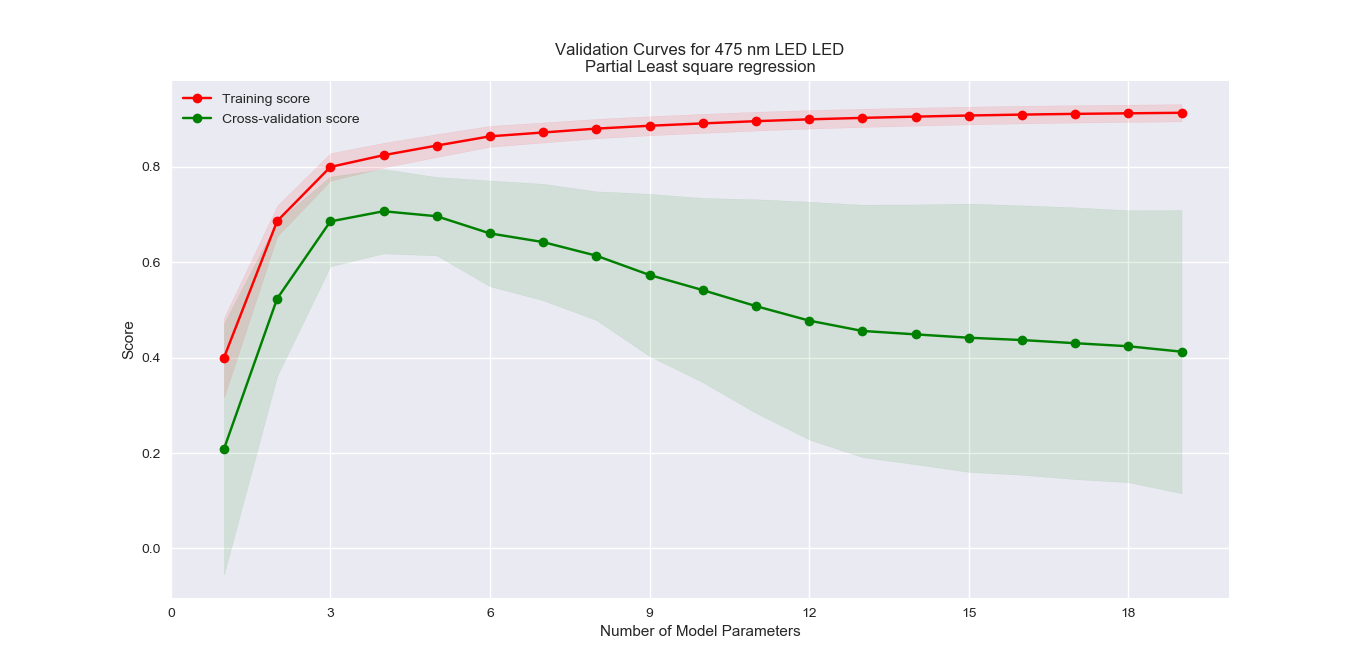 Validation Curves for 475 nm LED LED
Partial Least square regression
Training score
Cross-validation score
0.8
0.6
0.4
0.2
0.0
Score
0 3 6 9 12 15 18
Number of Model Parameters